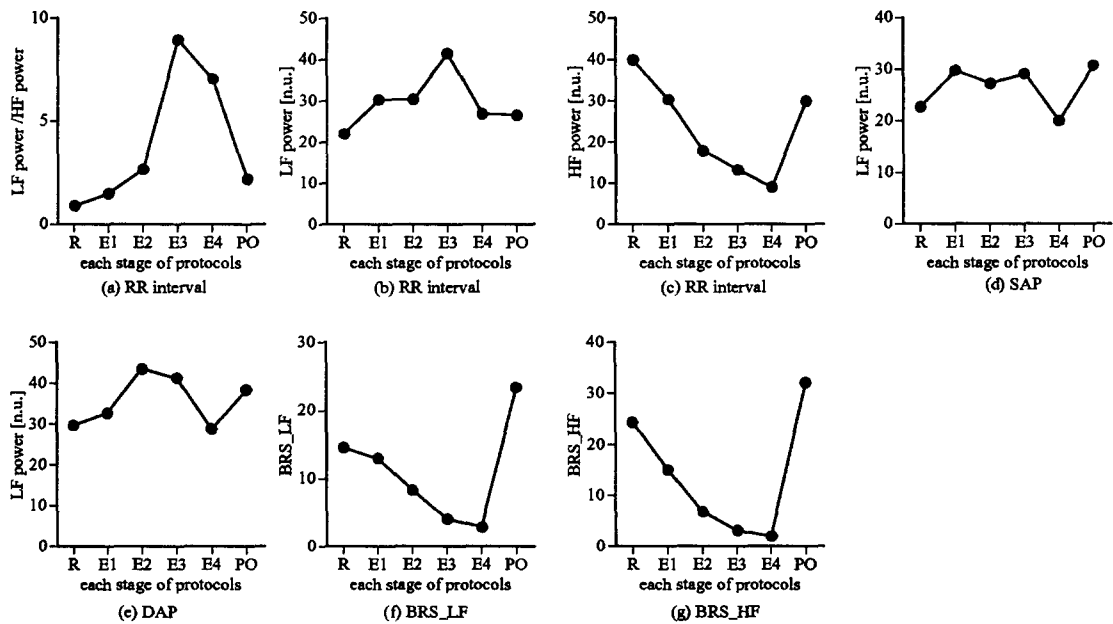 10
5
0
LF power /HF power
R E1 E2 E3 E4 PO
each stage of protocols
(a) RR interval
50
40
30
20
10
0
LF power [n.u.]
R E1 E2 E3 E4 PO
each stage of protocols
(b) RR interval
50
40
30
20
10
0
HF power [n.u.]
R E1 E2 E3 E4 PO
each stage of protocols
(c) RR interval
40
30
20
10
0
LF power [n.u.]
R E1 E2 E3 E4 PO
each stage of protocols
(d) SAP
50
40
30
20
10
0
LF power [n.u.]
R E1 E2 E3 E4 PO
each stage of protocols
(e) DAP
30
20
10
0
BRS_LF
R E1 E2 E3 E4 PO
each stage of protocols
(f) BRS_LF
40
30
20
10
0
BRS_HF
R E1 E2 E3 E4 PO
each stage of protocols
(g) BRS_HF